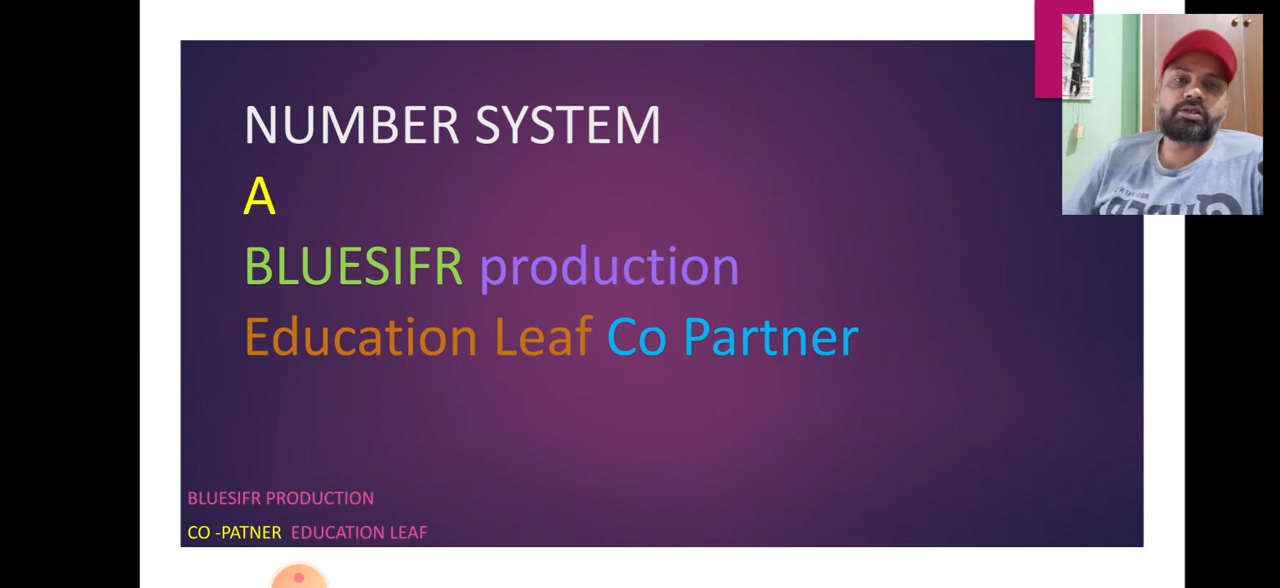 NUMBER SYSTEM
A
BLUESIFR production
Education Leaf Co Partner
BLUESIFR PRODUCTION
CO -PATNER EDUCATION LEAF